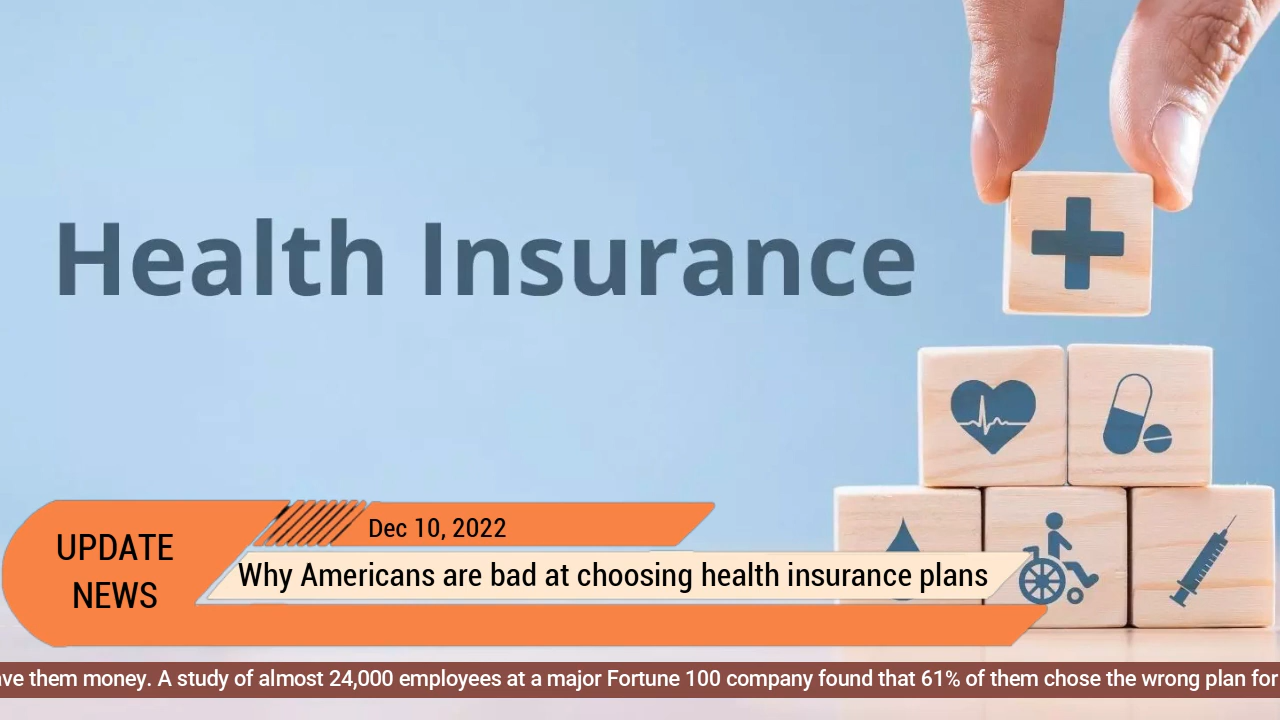 Health Insurance
UPDATE
NEWS
Dec 10, 2022
Why Americans are bad at choosing health insurance plans
them money. A study of almost 24,000 employees at a major Fortune 100 company found that 61% of them chose the wrong plan for